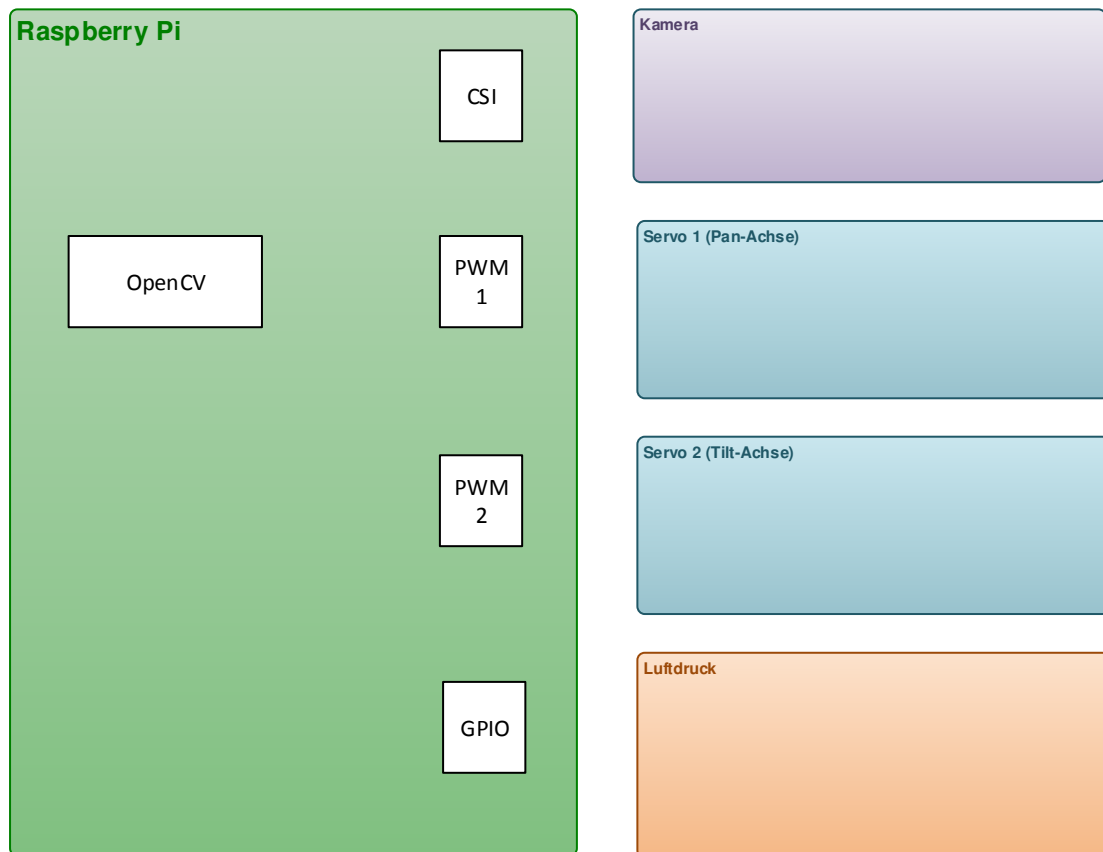 Raspberry Pi
CSI
OpenCV
PWM
1
PWM
2
GPIO
Kamera
Servo 1 (Pan-Achse)
Servo 2 (Tilt-Achse)
Luftdruck